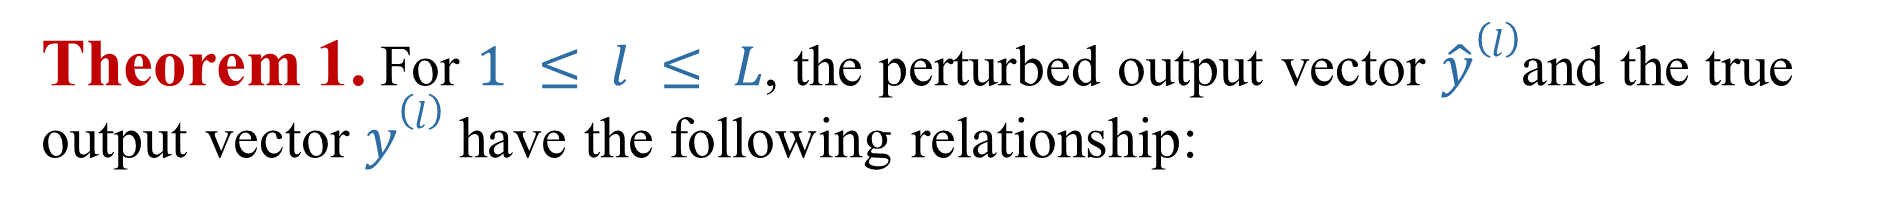 Theorem 1. For 1 ≤ l ≤ L, the perturbed output vector ŷ^(l) and the true
output vector y^(l) have the following relationship: